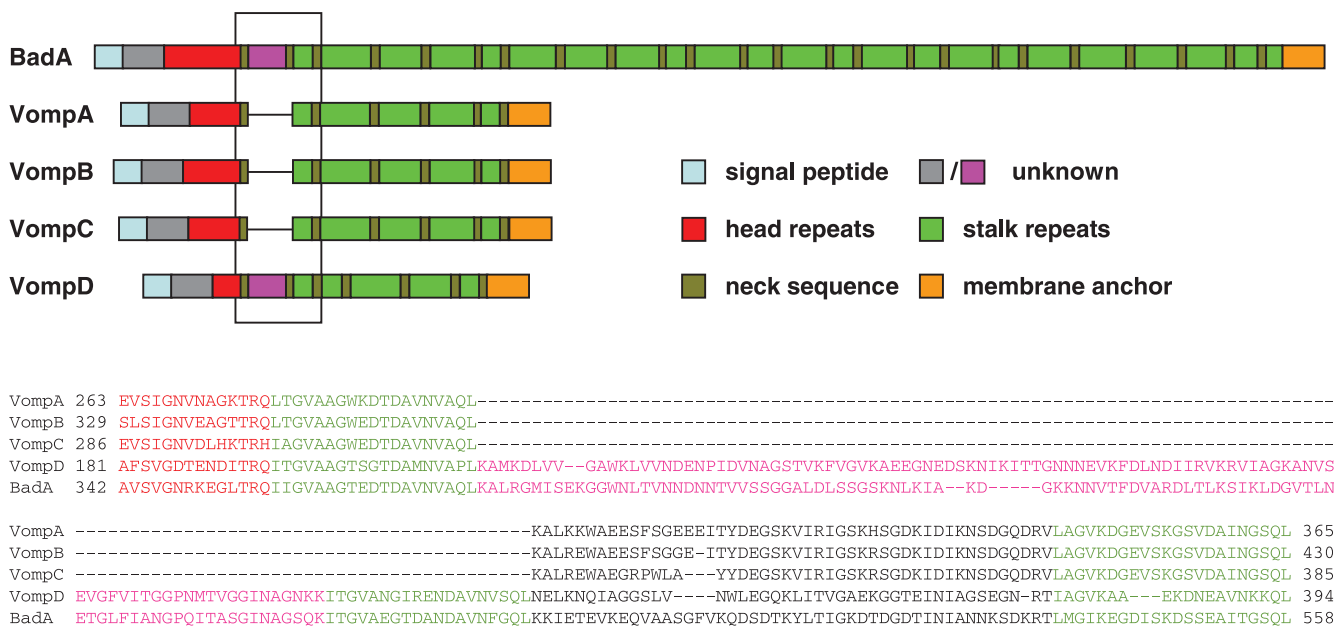 BadA
VompA
VompB
VompC
VompD
signal peptide
/ unknown
head repeats
stalk repeats
neck sequence
membrane anchor
VompA 263 EVSIGNVNAGKTRQLTGVAAGWKDTDAVNVAQL--------------------------------------------------------------------------------
VompB 329 SLSIGNVEAGTTRQLTGVAAGWEDTDAVNVAQL--------------------------------------------------------------------------------
VompC 286 EVSIGNVDLHKTRHIAGVAAGWEDTDAVNVAQL--------------------------------------------------------------------------------
VompD 181 AFSVGDTENDITRQITGVAAGTSGTDAMNVAPLKAMKDLVV--GAWKLVVNDENPIDVNAGSTVKFVGVKAEEGNEDSKNIKITTGNNNEVKFDLNDIIRVKRVIAGKANVS
BadA 342 AVSVGNRKEGLTRQIIGVAAGTEDTDAVNVAQLKALRGMISEKGGWNLTVNNDNNTVVSSGGALDLSSGSKNLKIA--KD-----GKKNNVTFDVARDLTLKSIKLDGVTLN
VompA ------------------------------------------KALKKWAEESFSGEEEITYDEGSKVIRIGSKHSGDKIDIKNSDGQDRVLAGVKDGEVSKGSVDAINGSQL 365
VompB ------------------------------------------KALREWAEESFSGGE-ITYDEGSKVIRIGSKRSGDKIDIKNSDGQDRVLAGVKDGEVSKGSVDAINGSQL 430
VompC ------------------------------------------KALREWAEGRPWLA---YYDEGSKVIRIGSKRSGDKIDIKNSDGQDRVLAGVKDGEVSKGSVDAINGSQL 385
VompD EVGFVITGGPNMTVGGINAGNKKITGVANGIRENDAVNVSQLNELKNQIAGGSLV----NWLEGQKLITVGAEKGGTEINIAGSEGN-RTIAGVKAA---EKDNEAVNKKQL 394
BadA ETGLFIANGPQITASGINAGSQKITGVAEGTDANDAVNFGQLKKIETEVKEQVAASGFVKQDSDTKYLTIGKDTDGDTINIANNKSDKRTLMGIKEGDISKDSSEAITGSQL 558